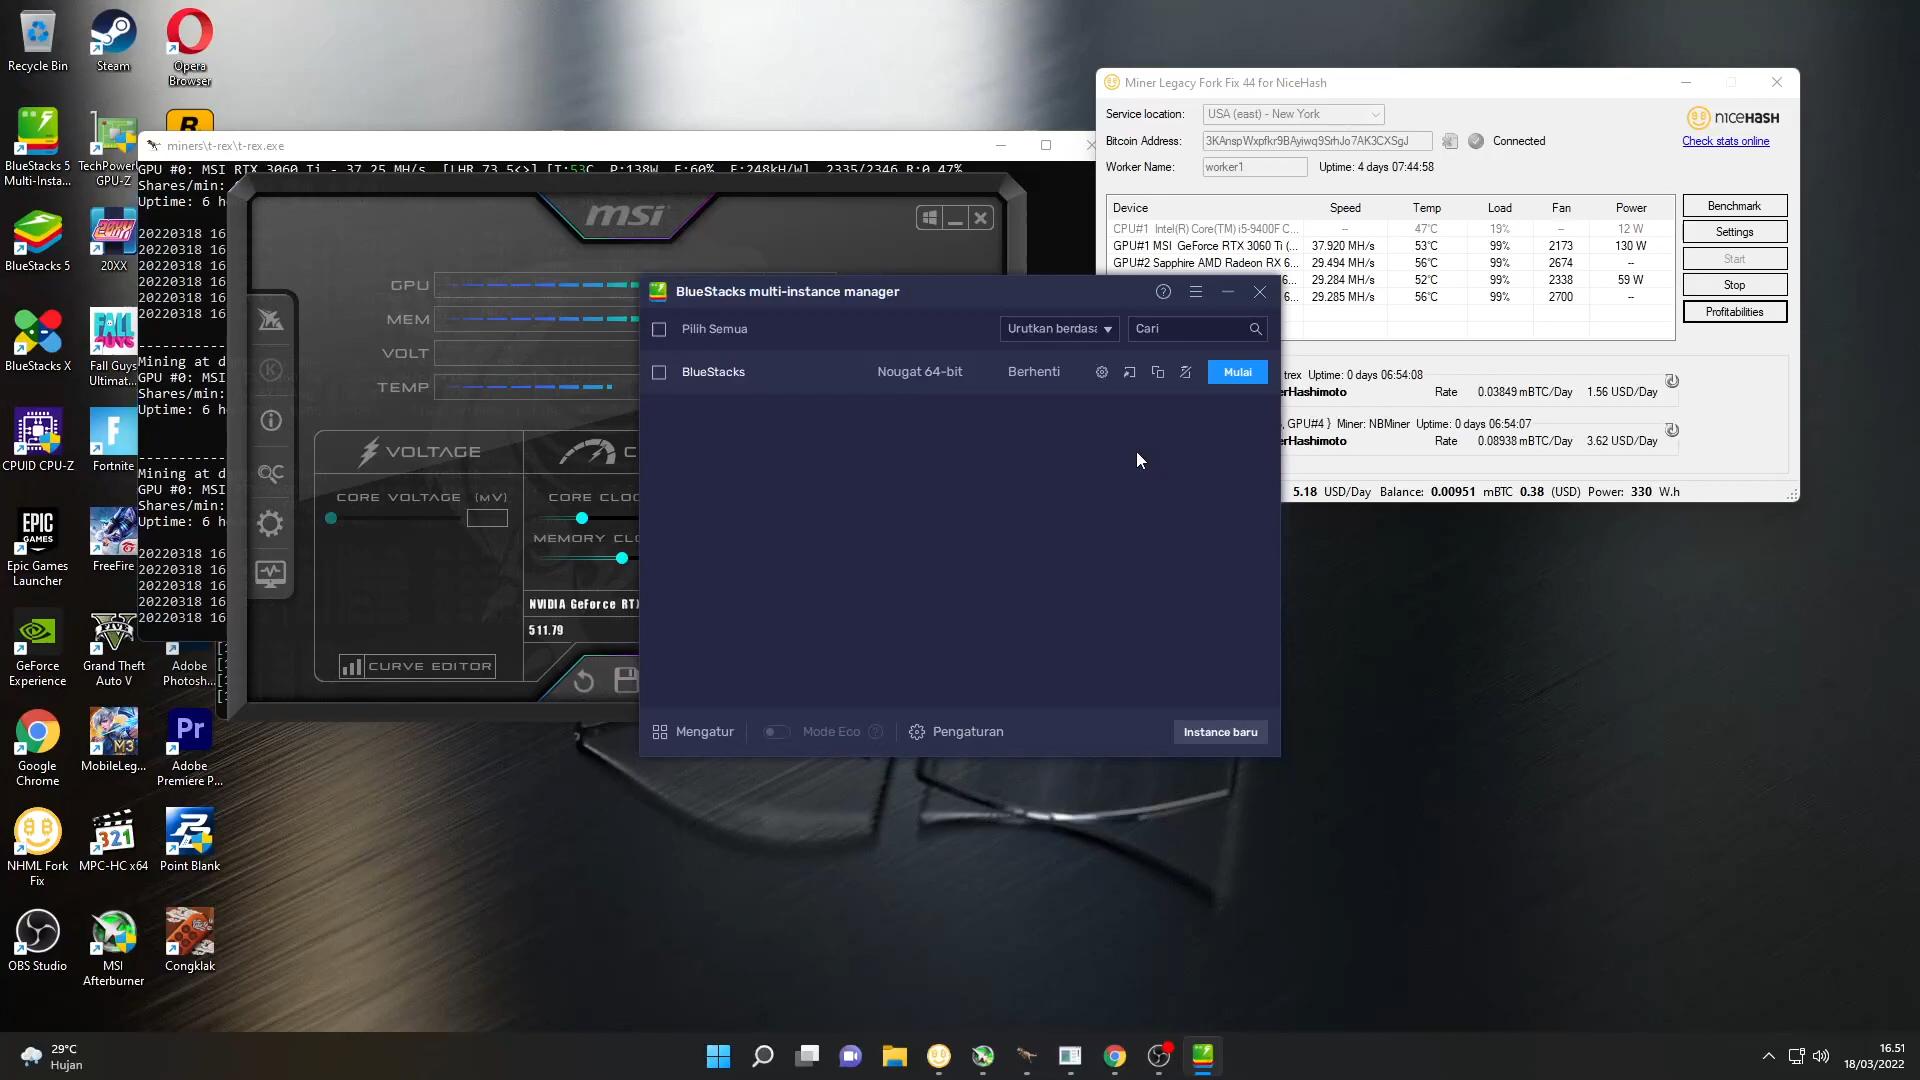 Recycle Bin
Steam
Opera Browser
BlueStacks 5 Multi-Insta...
TechPower GPU-Z
BlueStacks 5
20XX
BlueStacks X
Fall Guys Ultimat...
CPUID CPU-Z
Fortnite
Epic Games Launcher
FreeFire
GeForce Experience
Grand Theft Auto V
Adobe Photosh...
Google Chrome
MobileLeg...
Adobe Premiere P...
NHML Fork Fix
MPC-HC x64
Point Blank
OBS Studio
MSI Afterburner
Congklak
miners\t-rex\t-rex.exe
GPU #0: MSI RTX 3060 Ti - 37.25 MH/s, [LHR 73.5<>] [T:53C, P:138W, F:60%, E:248kH/W], 2335/2346 R:0.47%
Shares/min:
Uptime: 6 h
20220318 16
20220318 16
20220318 16
20220318 16
20220318 16
20220318 16
Mining at d
GPU #0: MSI
Shares/min:
Uptime: 6 h
Mining at d
GPU #0: MSI
Shares/min:
Uptime: 6 h
20220318 16
20220318 16
20220318 16
20220318 16
20220318 16
msi
GPU
MEM
VOLT
TEMP
VOLTAGE
CORE VOLTAGE (MV)
CORE CLOC
MEMORY CLO
NVIDIA GeForce RTX
511.79
CURVE EDITOR
BlueStacks multi-instance manager
Pilih Semua
Urutkan berdasa
Cari
BlueStacks Nougat 64-bit Berhenti Mulai
Mengatur Mode Eco Pengaturan Instance baru
Miner Legacy Fork Fix 44 for NiceHash
Service location: USA (east) - New York
Bitcoin Address: 3KAnspWxpfkr9BAyiwq9SrhJo7AK3CXSgJ Connected
Worker Name: worker1 Uptime: 4 days 07:44:58
NICEHASH
Check stats online
Device Speed Temp Load Fan Power
CPU#1 Intel(R) Core(TM) i5-9400F C... -- 47°C 19% -- 12 W
GPU#1 MSI GeForce RTX 3060 Ti (... 37.920 MH/s 53°C 99% 2173 130 W
GPU#2 Sapphire AMD Radeon RX 6... 29.494 MH/s 56°C 99% 2674 --
6... 29.284 MH/s 52°C 99% 2338 59 W
6... 29.285 MH/s 56°C 99% 2700 --
Benchmark
Settings
Start
Stop
Profitabilities
trex Uptime: 0 days 06:54:08
erHashimoto Rate 0.03849 mBTC/Day 1.56 USD/Day
, GPU#4 } Miner: NBMiner Uptime: 0 days 06:54:07
erHashimoto Rate 0.08938 mBTC/Day 3.62 USD/Day
5.18 USD/Day Balance: 0.00951 mBTC 0.38 (USD) Power: 330 W.h
29°C
Hujan
16.51
18/03/2022